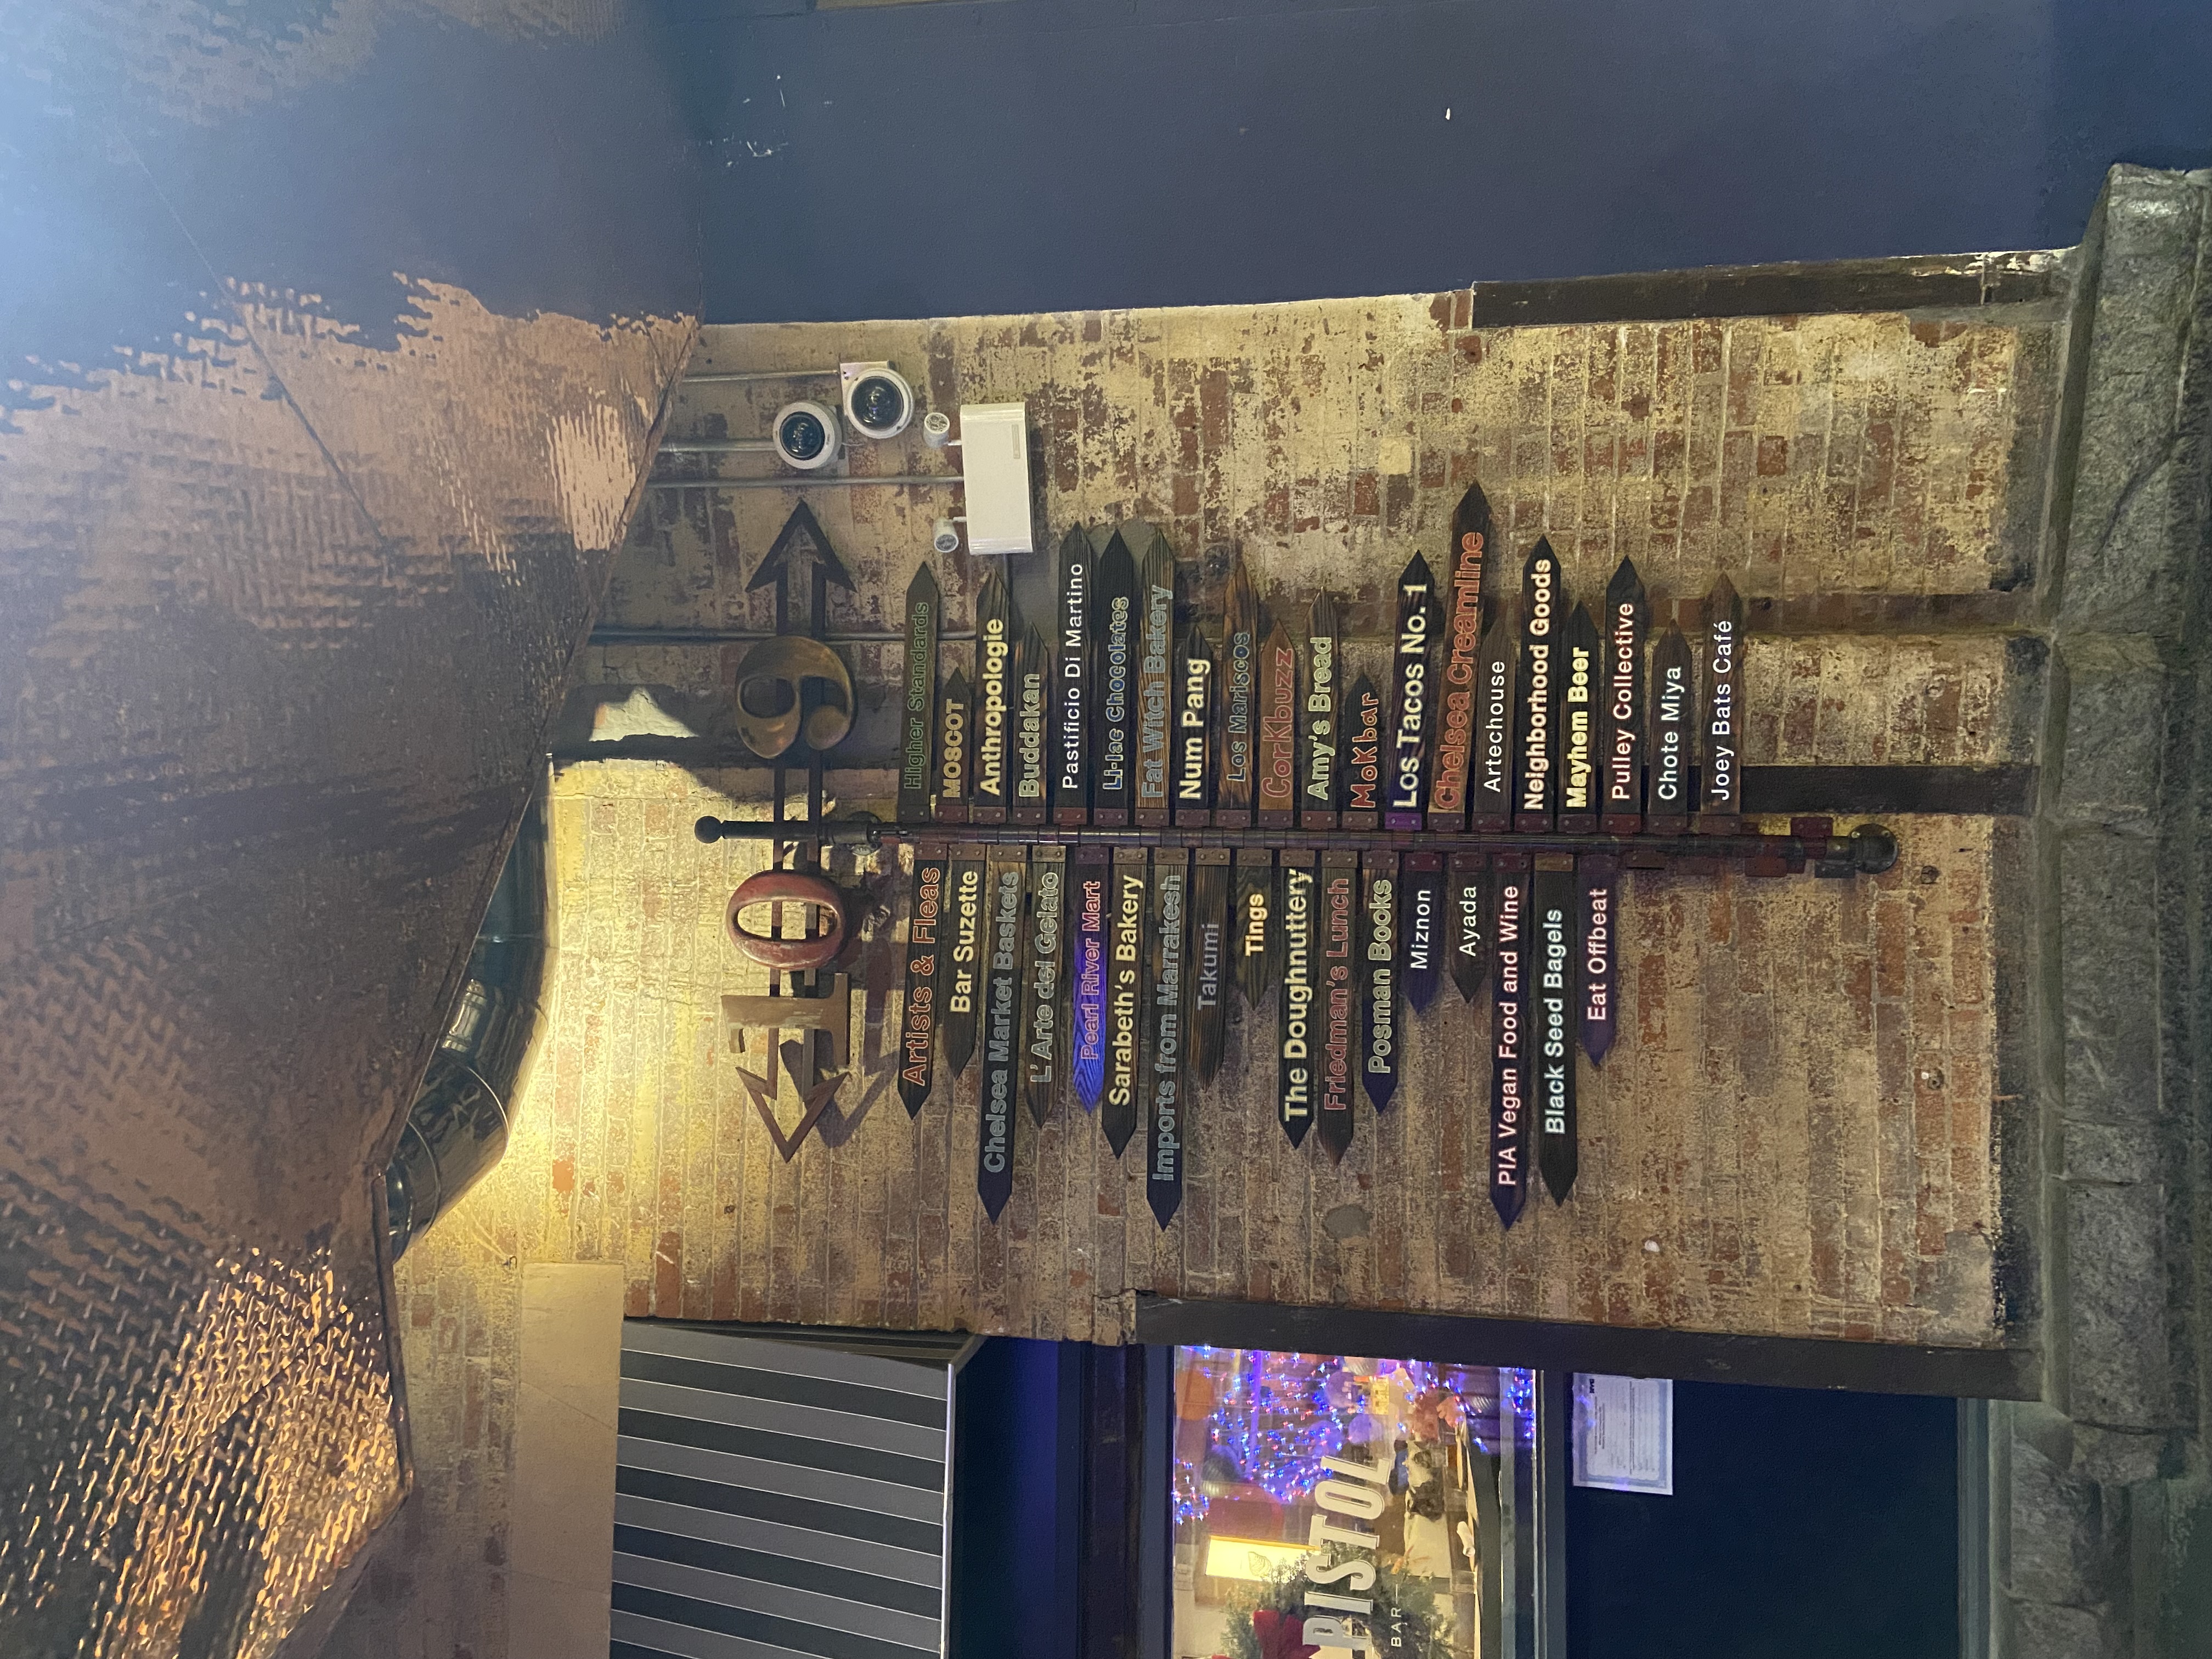 10 9
Artists & Fleas
Bar Suzette
Chelsea Market Baskets
L'Arte del Gelato
Pearl River Mart
Sarabeth's Bakery
Imports from Marrakesh
Takumi
Tings
The Doughnuttery
Friedman's Lunch
Posman Books
Miznon
Ayada
PIA Vegan Food and Wine
Black Seed Bagels
Eat Offbeat
Higher Standards
MOSCOT
Anthropologie
Buddakan
Pastificio Di Martino
Li-lac Chocolates
Fat Witch Bakery
Num Pang
Los Mariscos
Corkbuzz
Amy's Bread
Mokbar
Los Tacos No. 1
Chelsea Creamline
Artechouse
Neighborhood Goods
Mayhem Beer
Pulley Collective
Chote Miya
Joey Bats Café
PISTOL
BAR